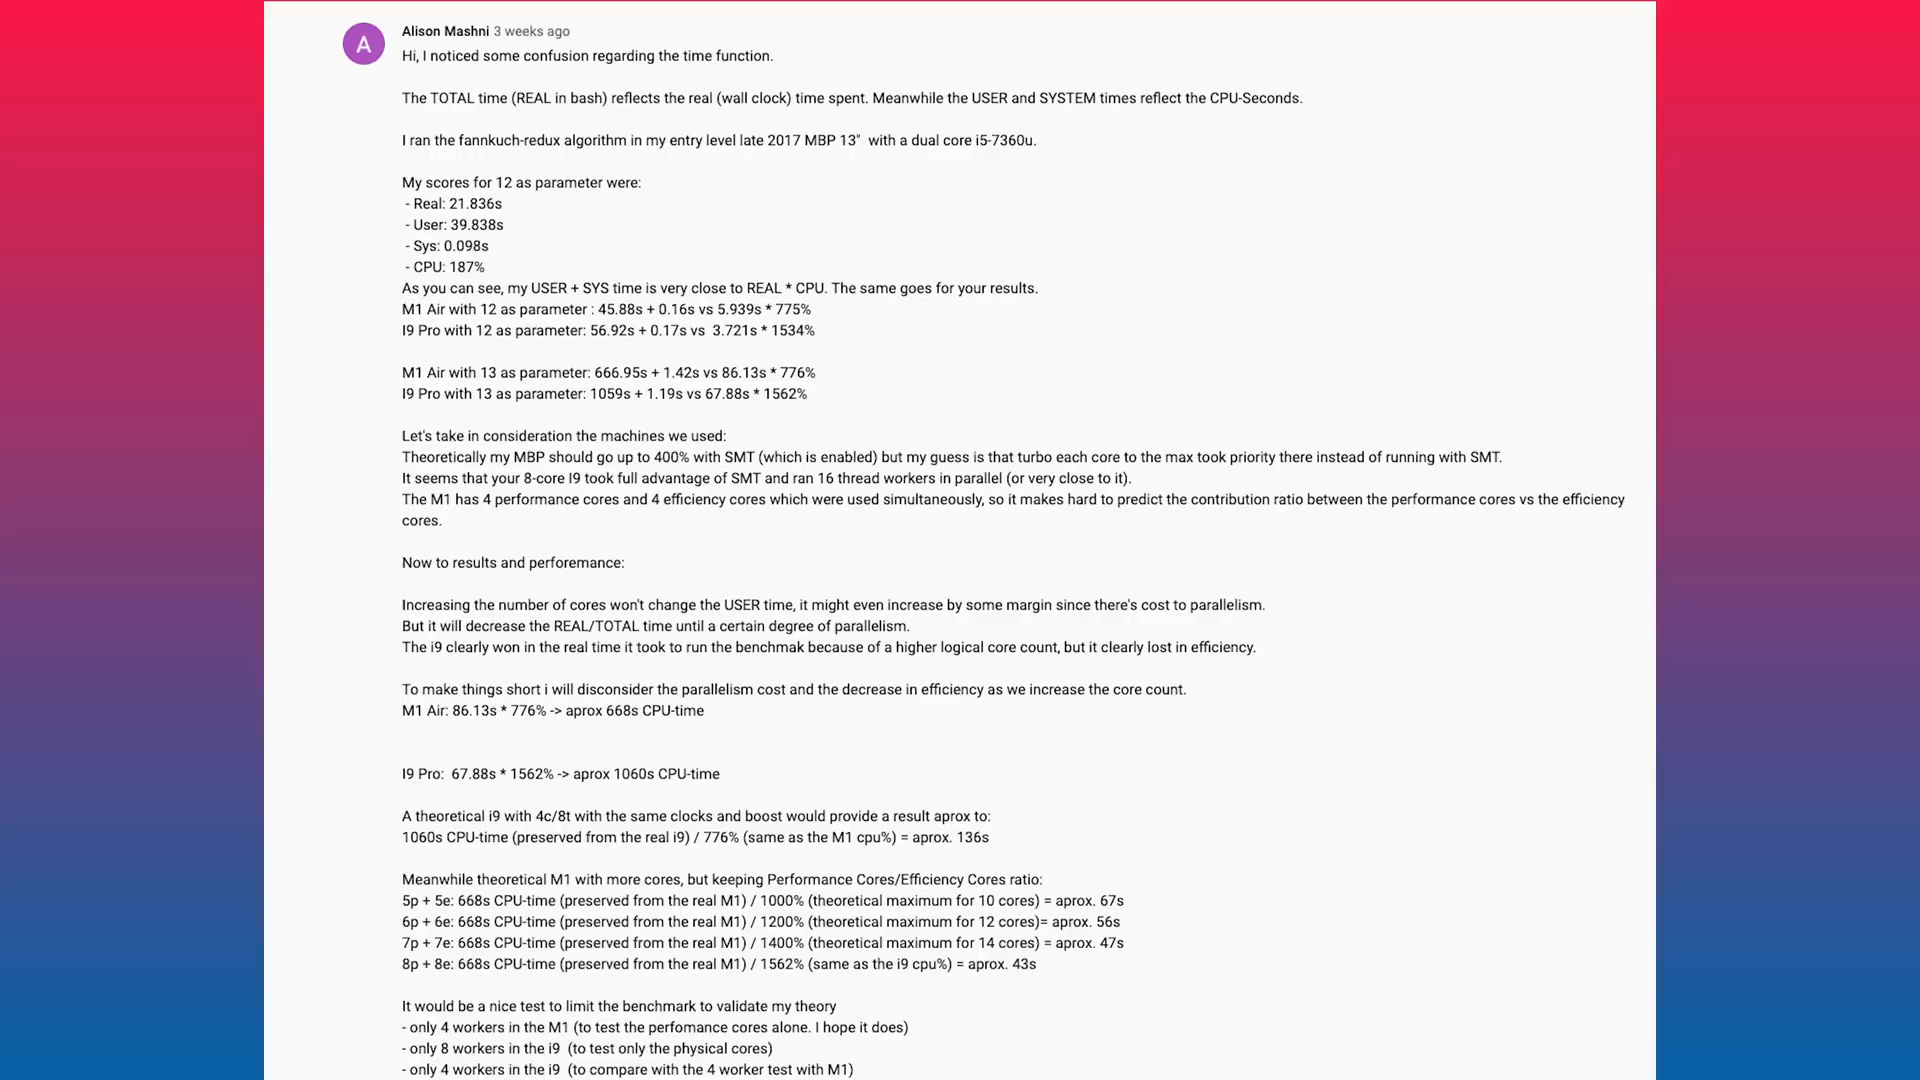 A
Alison Mashni 3 weeks ago
Hi, I noticed some confusion regarding the time function.
The TOTAL time (REAL in bash) reflects the real (wall clock) time spent. Meanwhile the USER and SYSTEM times reflect the CPU-Seconds.
I ran the fannkuch-redux algorithm in my entry level late 2017 MBP 13"  with a dual core i5-7360u.
My scores for 12 as parameter were:
- Real: 21.836s
- User: 39.838s
- Sys: 0.098s
- CPU: 187%
As you can see, my USER + SYS time is very close to REAL * CPU. The same goes for your results.
M1 Air with 12 as parameter : 45.88s + 0.16s vs 5.939s * 775%
I9 Pro with 12 as parameter: 56.92s + 0.17s vs  3.721s * 1534%
M1 Air with 13 as parameter: 666.95s + 1.42s vs 86.13s * 776%
I9 Pro with 13 as parameter: 1059s + 1.19s vs 67.88s * 1562%
Let's take in consideration the machines we used:
Theoretically my MBP should go up to 400% with SMT (which is enabled) but my guess is that turbo each core to the max took priority there instead of running with SMT.
It seems that your 8-core I9 took full advantage of SMT and ran 16 thread workers in parallel (or very close to it).
The M1 has 4 performance cores and 4 efficiency cores which were used simultaneously, so it makes hard to predict the contribution ratio between the performance cores vs the efficiency
cores.
Now to results and perforemance:
Increasing the number of cores won't change the USER time, it might even increase by some margin since there's cost to parallelism.
But it will decrease the REAL/TOTAL time until a certain degree of parallelism.
The i9 clearly won in the real time it took to run the benchmak because of a higher logical core count, but it clearly lost in efficiency.
To make things short i will disconsider the parallelism cost and the decrease in efficiency as we increase the core count.
M1 Air: 86.13s * 776% -> aprox 668s CPU-time
I9 Pro:  67.88s * 1562% -> aprox 1060s CPU-time
A theoretical i9 with 4c/8t with the same clocks and boost would provide a result aprox to:
1060s CPU-time (preserved from the real i9) / 776% (same as the M1 cpu%) = aprox. 136s
Meanwhile theoretical M1 with more cores, but keeping Performance Cores/Efficiency Cores ratio:
5p + 5e: 668s CPU-time (preserved from the real M1) / 1000% (theoretical maximum for 10 cores) = aprox. 67s
6p + 6e: 668s CPU-time (preserved from the real M1) / 1200% (theoretical maximum for 12 cores)= aprox. 56s
7p + 7e: 668s CPU-time (preserved from the real M1) / 1400% (theoretical maximum for 14 cores) = aprox. 47s
8p + 8e: 668s CPU-time (preserved from the real M1) / 1562% (same as the i9 cpu%) = aprox. 43s
It would be a nice test to limit the benchmark to validate my theory
- only 4 workers in the M1 (to test the perfomance cores alone. I hope it does)
- only 8 workers in the i9  (to test only the physical cores)
- only 4 workers in the i9  (to compare with the 4 worker test with M1)